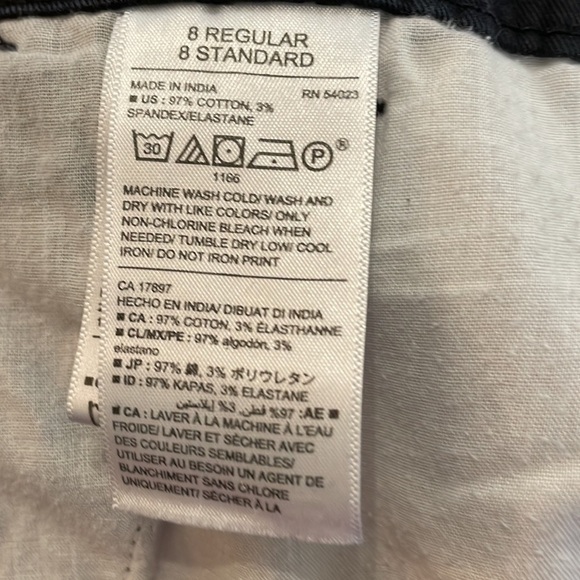 8 REGULAR
8 STANDARD
MADE IN INDIA RN 54023
■ US : 97% COTTON, 3%
SPANDEX/ELASTANE
30 P ®
1166
MACHINE WASH COLD/ WASH AND
DRY WITH LIKE COLORS/ ONLY
NON-CHLORINE BLEACH WHEN
NEEDED/ TUMBLE DRY LOW/ COOL
IRON/ DO NOT IRON PRINT
CA 17897
HECHO EN INDIA/ DIBUAT DI INDIA
■ CA : 97% COTON, 3% ÉLASTHANNE
■ CL/MX/PE : 97% algodón, 3%
elastano
■ JP : 97% 綿, 3% ポリウレタン
■ ID : 97% KAPAS, 3% ELASTANE
■ AE: 97% قطن, 3% إيلاستين
■ CA : LAVER À LA MACHINE À L'EAU
FROIDE/ LAVER ET SÉCHER AVEC
DES COULEURS SEMBLABLES/
UTILISER AU BESOIN UN AGENT DE
BLANCHIMENT SANS CHLORE
UNIQUEMENT/ SÉCHER À LA